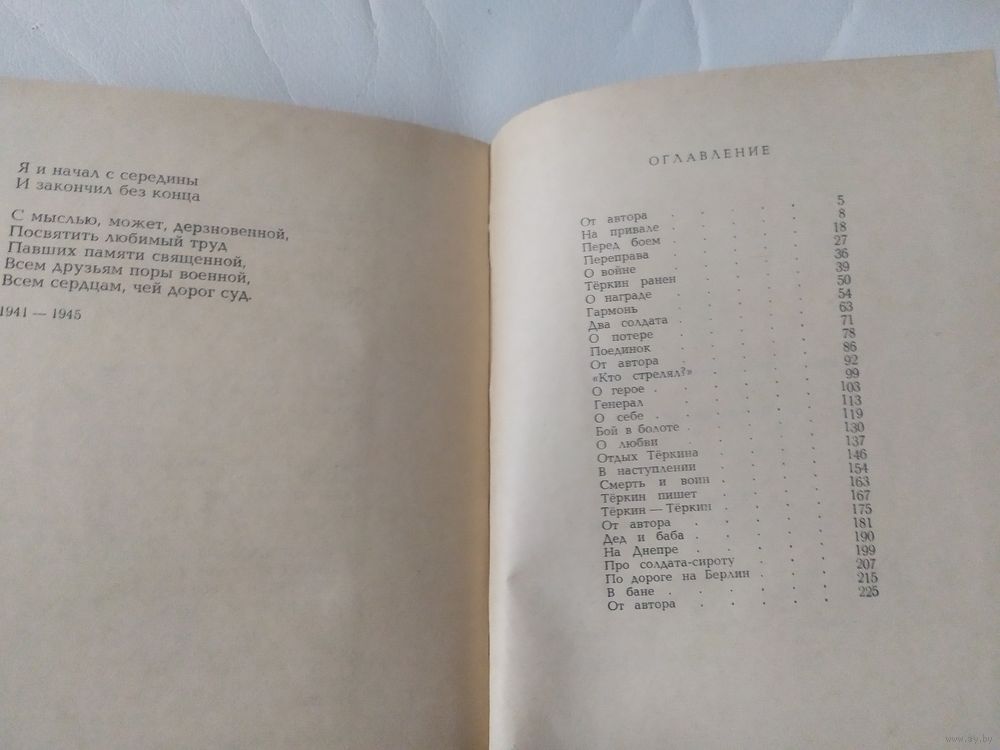 Я и начал с середины
И закончил без конца
С мыслью, может, дерзновенной,
Посвятить любимый труд
Павших памяти священной,
Всем друзьям поры военной,
Всем сердцам, чей дорог суд.
1941 — 1945
ОГЛАВЛЕНИЕ
От автора . . . . . 5
На привале . . . . . 8
Перед боем . . . . . 18
Переправа . . . . . 27
О войне . . . . . 36
Тёркин ранен . . . . . 39
О награде . . . . . 50
Гармонь . . . . . 54
Два солдата . . . . . 63
О потере . . . . . 71
Поединок . . . . . 78
От автора . . . . . 86
«Кто стрелял?» . . . . 92
О герое . . . . . 99
Генерал . . . . . 103
О себе . . . . . 113
Бой в болоте . . . . . 119
О любви . . . . . 130
Отдых Тёркина . . . . 137
В наступлении . . . . 146
Смерть и воин . . . . 154
Тёркин пишет . . . . 163
Тёркин — Тёркин . . . . 167
От автора . . . . . 175
Дед и баба . . . . . 181
На Днепре . . . . . 190
Про солдата-сироту . . . 199
По дороге на Берлин . . . 207
В бане . . . . . . 215
От автора . . . . . 225
www.ay.by